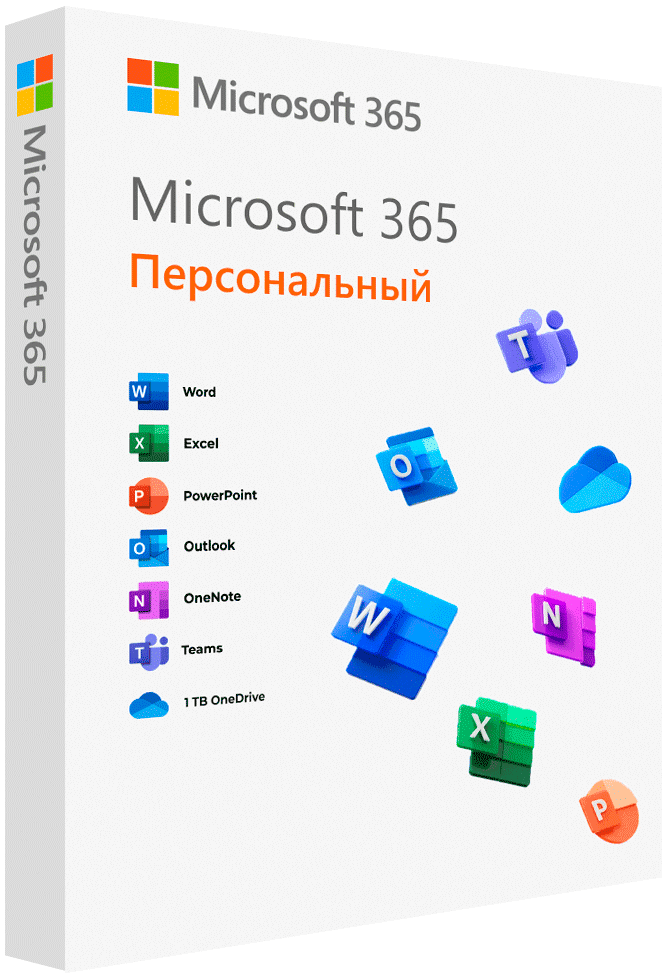 Microsoft 365
Microsoft 365
Microsoft 365
Персональный
W Word
X Excel
P PowerPoint
O Outlook
N OneNote
T Teams
1 TB OneDrive
T
O
W
N
X
P